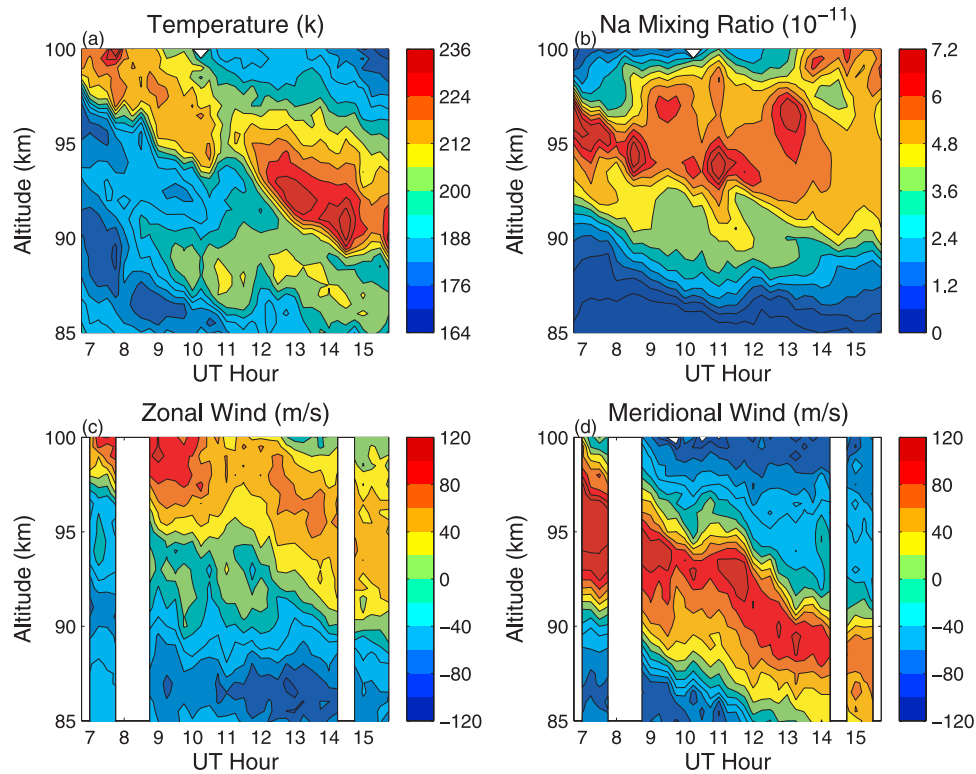 Temperature (k)
(a)
100
95
90
85
Altitude (km)
7 8 9 10 11 12 13 14 15
UT Hour
236
224
212
200
188
176
164
Na Mixing Ratio (10⁻¹¹)
(b)
100
95
90
85
Altitude (km)
7 8 9 10 11 12 13 14 15
UT Hour
7.2
6
4.8
3.6
2.4
1.2
0
Zonal Wind (m/s)
(c)
100
95
90
85
Altitude (km)
7 8 9 10 11 12 13 14 15
UT Hour
120
80
40
0
−40
−80
−120
Meridional Wind (m/s)
(d)
100
95
90
85
Altitude (km)
7 8 9 10 11 12 13 14 15
UT Hour
120
80
40
0
−40
−80
−120